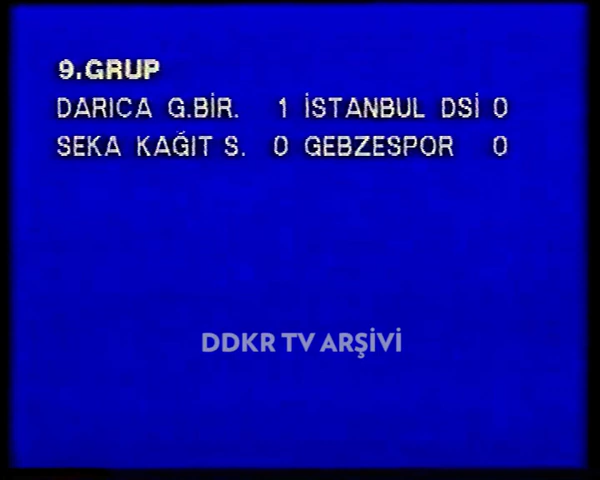 9.GRUP
DARICA G.BİR. 1 İSTANBUL DSİ 0
SEKA KAĞIT S. 0 GEBZESPOR 0
DDKR TV ARŞİVİ